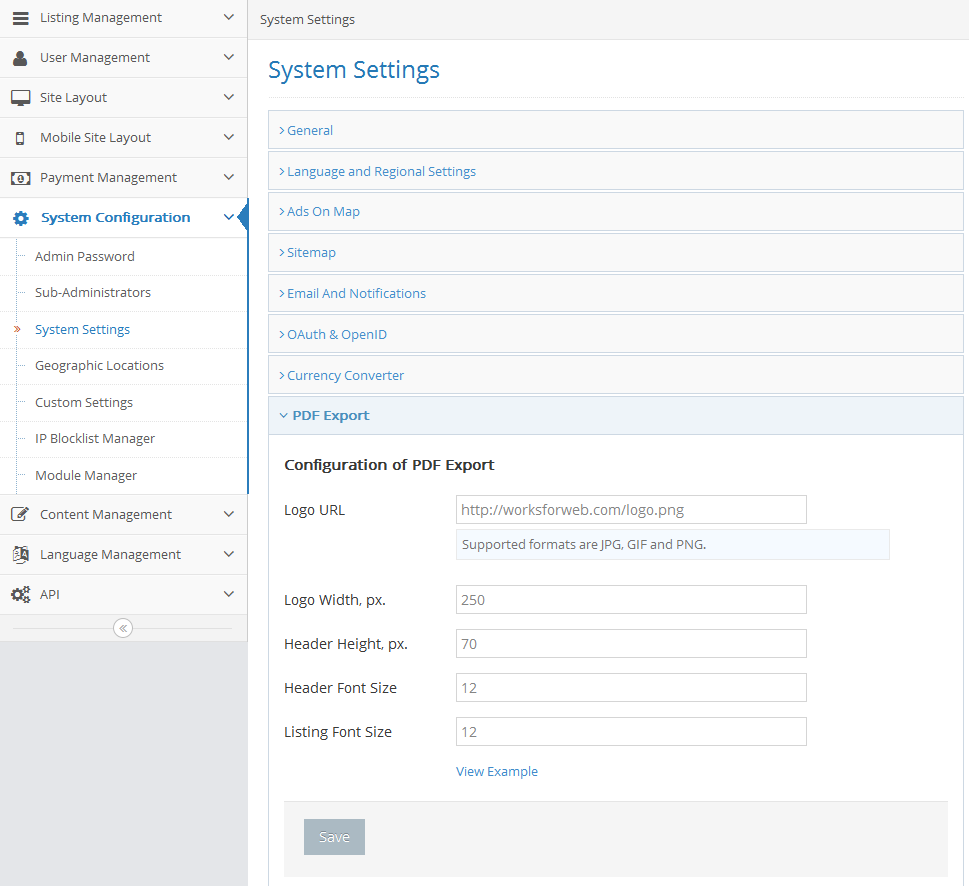 Listing Management
User Management
Site Layout
Mobile Site Layout
Payment Management
System Configuration
Admin Password
Sub-Administrators
System Settings
Geographic Locations
Custom Settings
IP Blocklist Manager
Module Manager
Content Management
Language Management
API
System Settings
System Settings
General
Language and Regional Settings
Ads On Map
Sitemap
Email And Notifications
OAuth & OpenID
Currency Converter
PDF Export
Configuration of PDF Export
Logo URL
http://worksforweb.com/logo.png
Supported formats are JPG, GIF and PNG.
Logo Width, px.
250
Header Height, px.
70
Header Font Size
12
Listing Font Size
12
View Example
Save